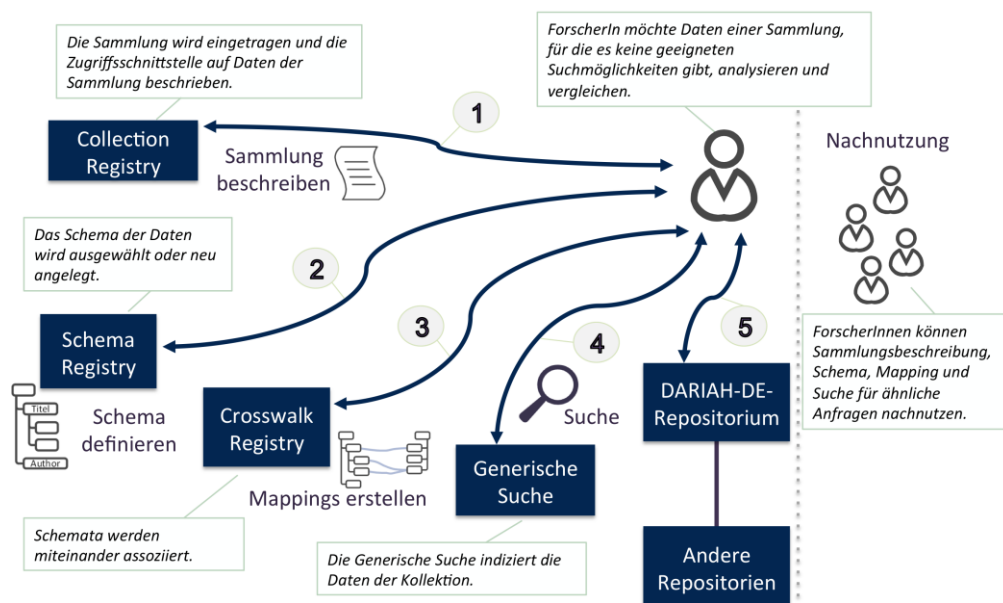 Die Sammlung wird eingetragen und die
Zugriffsschnittstelle auf Daten der
Sammlung beschrieben.
ForscherIn möchte Daten einer Sammlung,
für die es keine geeigneten
Suchmöglichkeiten gibt, analysieren und
vergleichen.
1
Collection
Registry
Sammlung
beschreiben
Nachnutzung
Das Schema der Daten
wird ausgewählt oder neu
angelegt.
2
3
4
5
Schema
Registry
Titel
Author
Schema
definieren
Crosswalk
Registry
Mappings erstellen
Suche
Generische
Suche
DARIAH-DE-
Repositorium
ForscherInnen können
Sammlungsbeschreibung,
Schema, Mapping und
Suche für ähnliche
Anfragen nachnutzen.
Schemata werden
miteinander assoziiert.
Die Generische Suche indiziert die
Daten der Kollektion.
Andere
Repositorien